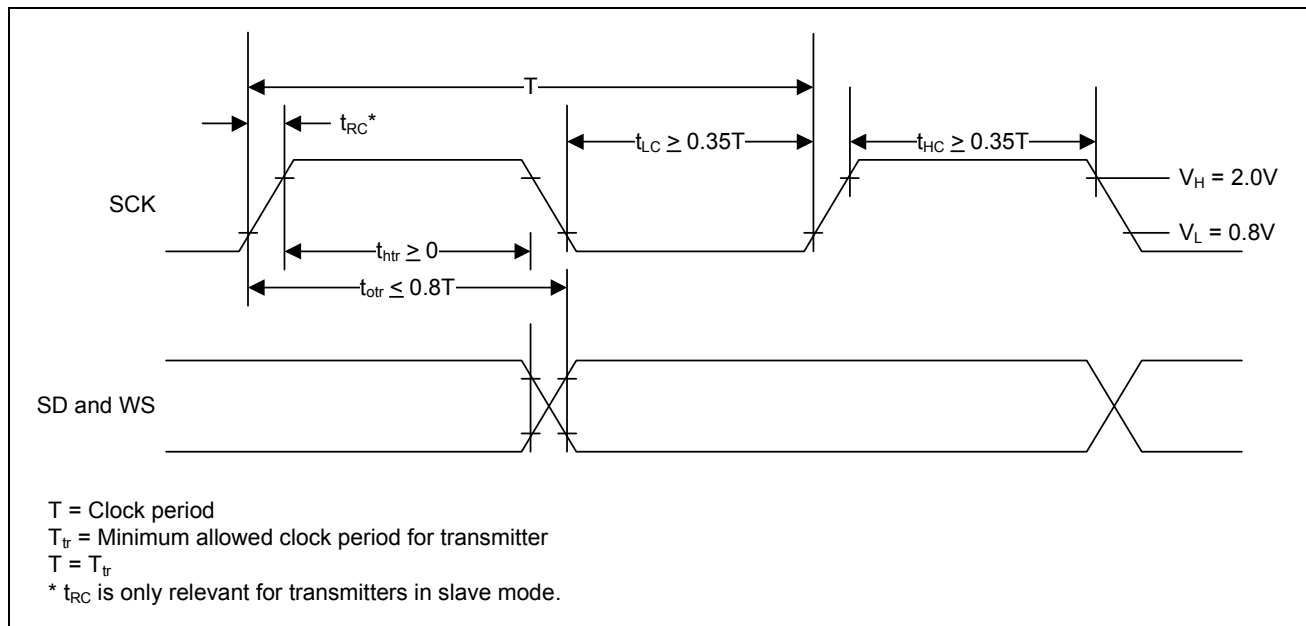 T
tRC*
tLC ≥ 0.35T
tHC ≥ 0.35T
SCK
VH = 2.0V
VL = 0.8V
thtr ≥ 0
totr ≤ 0.8T
SD and WS
T = Clock period
Ttr = Minimum allowed clock period for transmitter
T = Ttr
* tRC is only relevant for transmitters in slave mode.